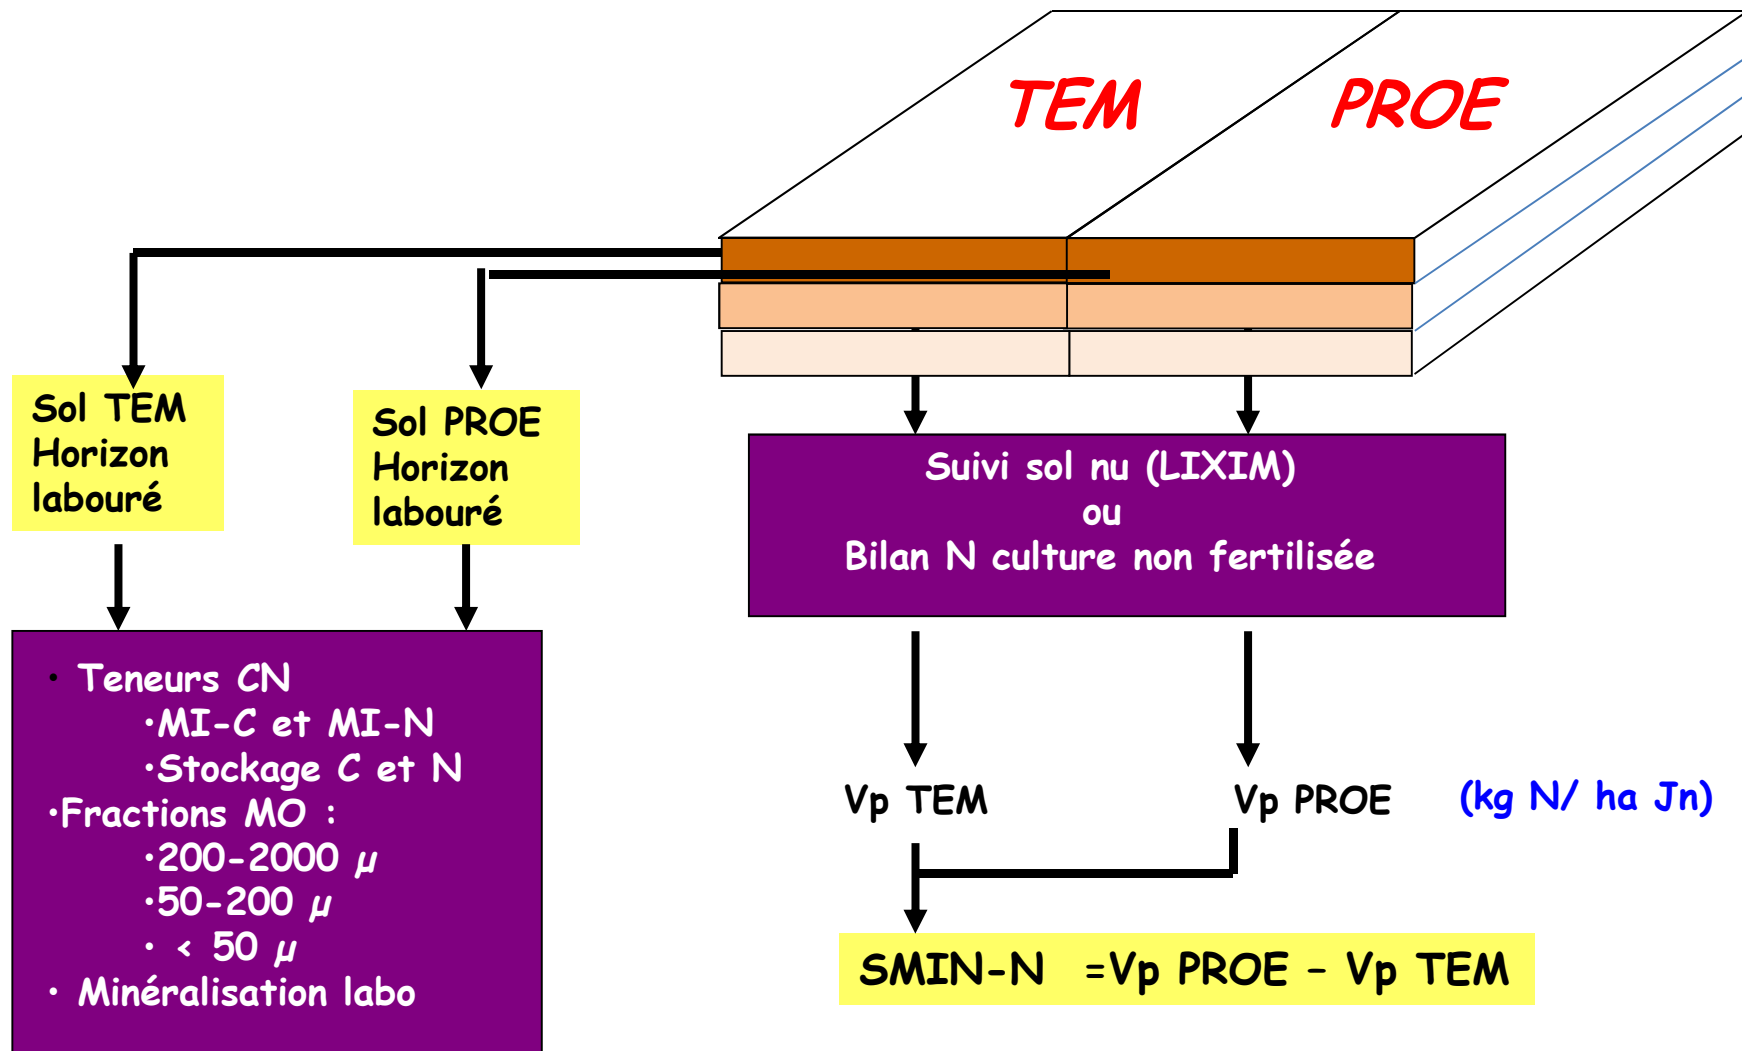 TEM
PROE
Sol TEM
Horizon
labouré
Sol PROE
Horizon
labouré
Suivi sol nu (LIXIM)
ou
Bilan N culture non fertilisée
• Teneurs CN
•MI-C et MI-N
•Stockage C et N
•Fractions MO :
•200-2000 µ
•50-200 µ
• < 50 µ
• Minéralisation labo
Vp TEM
Vp PROE
(kg N/ ha Jn)
SMIN-N =Vp PROE – Vp TEM